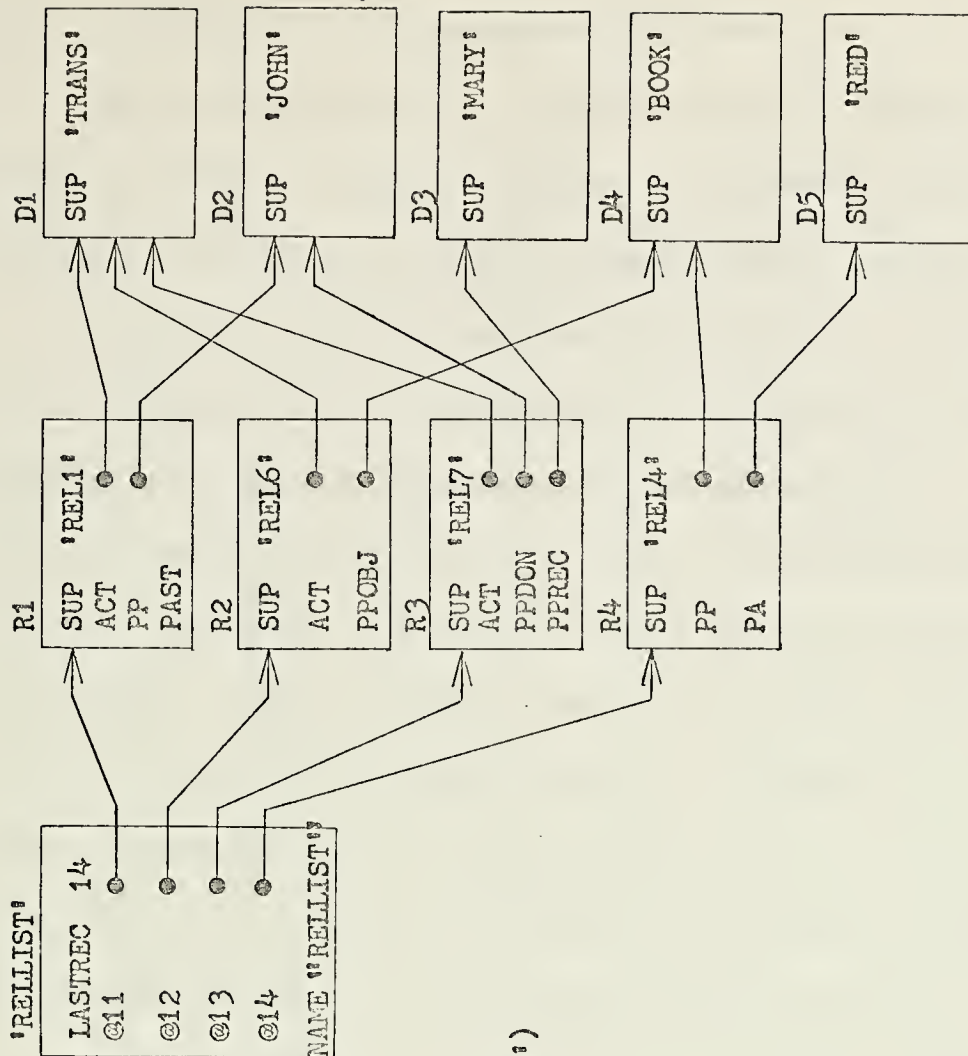 'RELLIST'
LASTREC 14
@11
@12
@13
@14
NAME "RELLIST"
R1
SUP 'REL1'
ACT
PP
PAST
R2
SUP 'REL6'
ACT
PPOBJ
R3
SUP 'REL7'
ACT
PPDON
PPREC
R4
SUP 'REL4'
PP
PA
D1
SUP 'TRANS'
D2
SUP 'JOHN'
D3
SUP 'MARY'
D4
SUP 'BOOK'
D5
SUP 'RED'
')